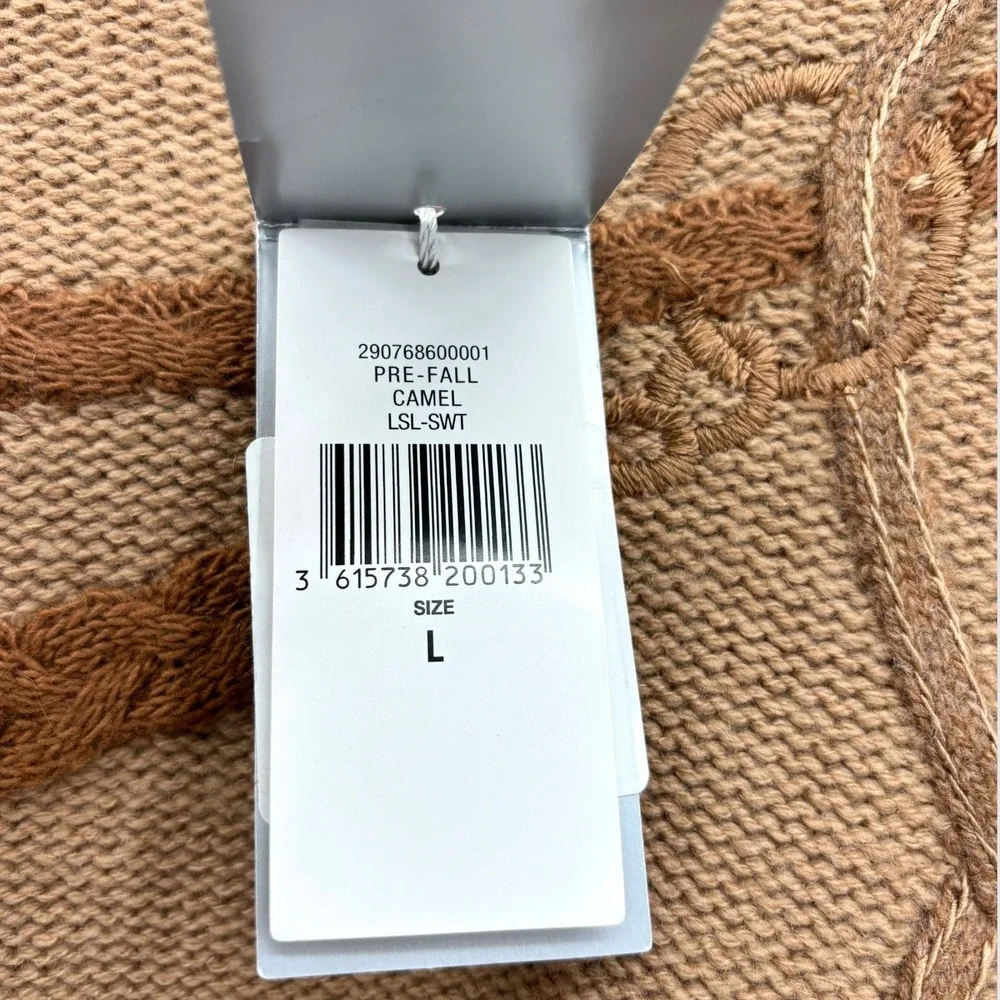 290768600001
PRE-FALL
CAMEL
LSL-SWT
3 615738 200133
SIZE
L